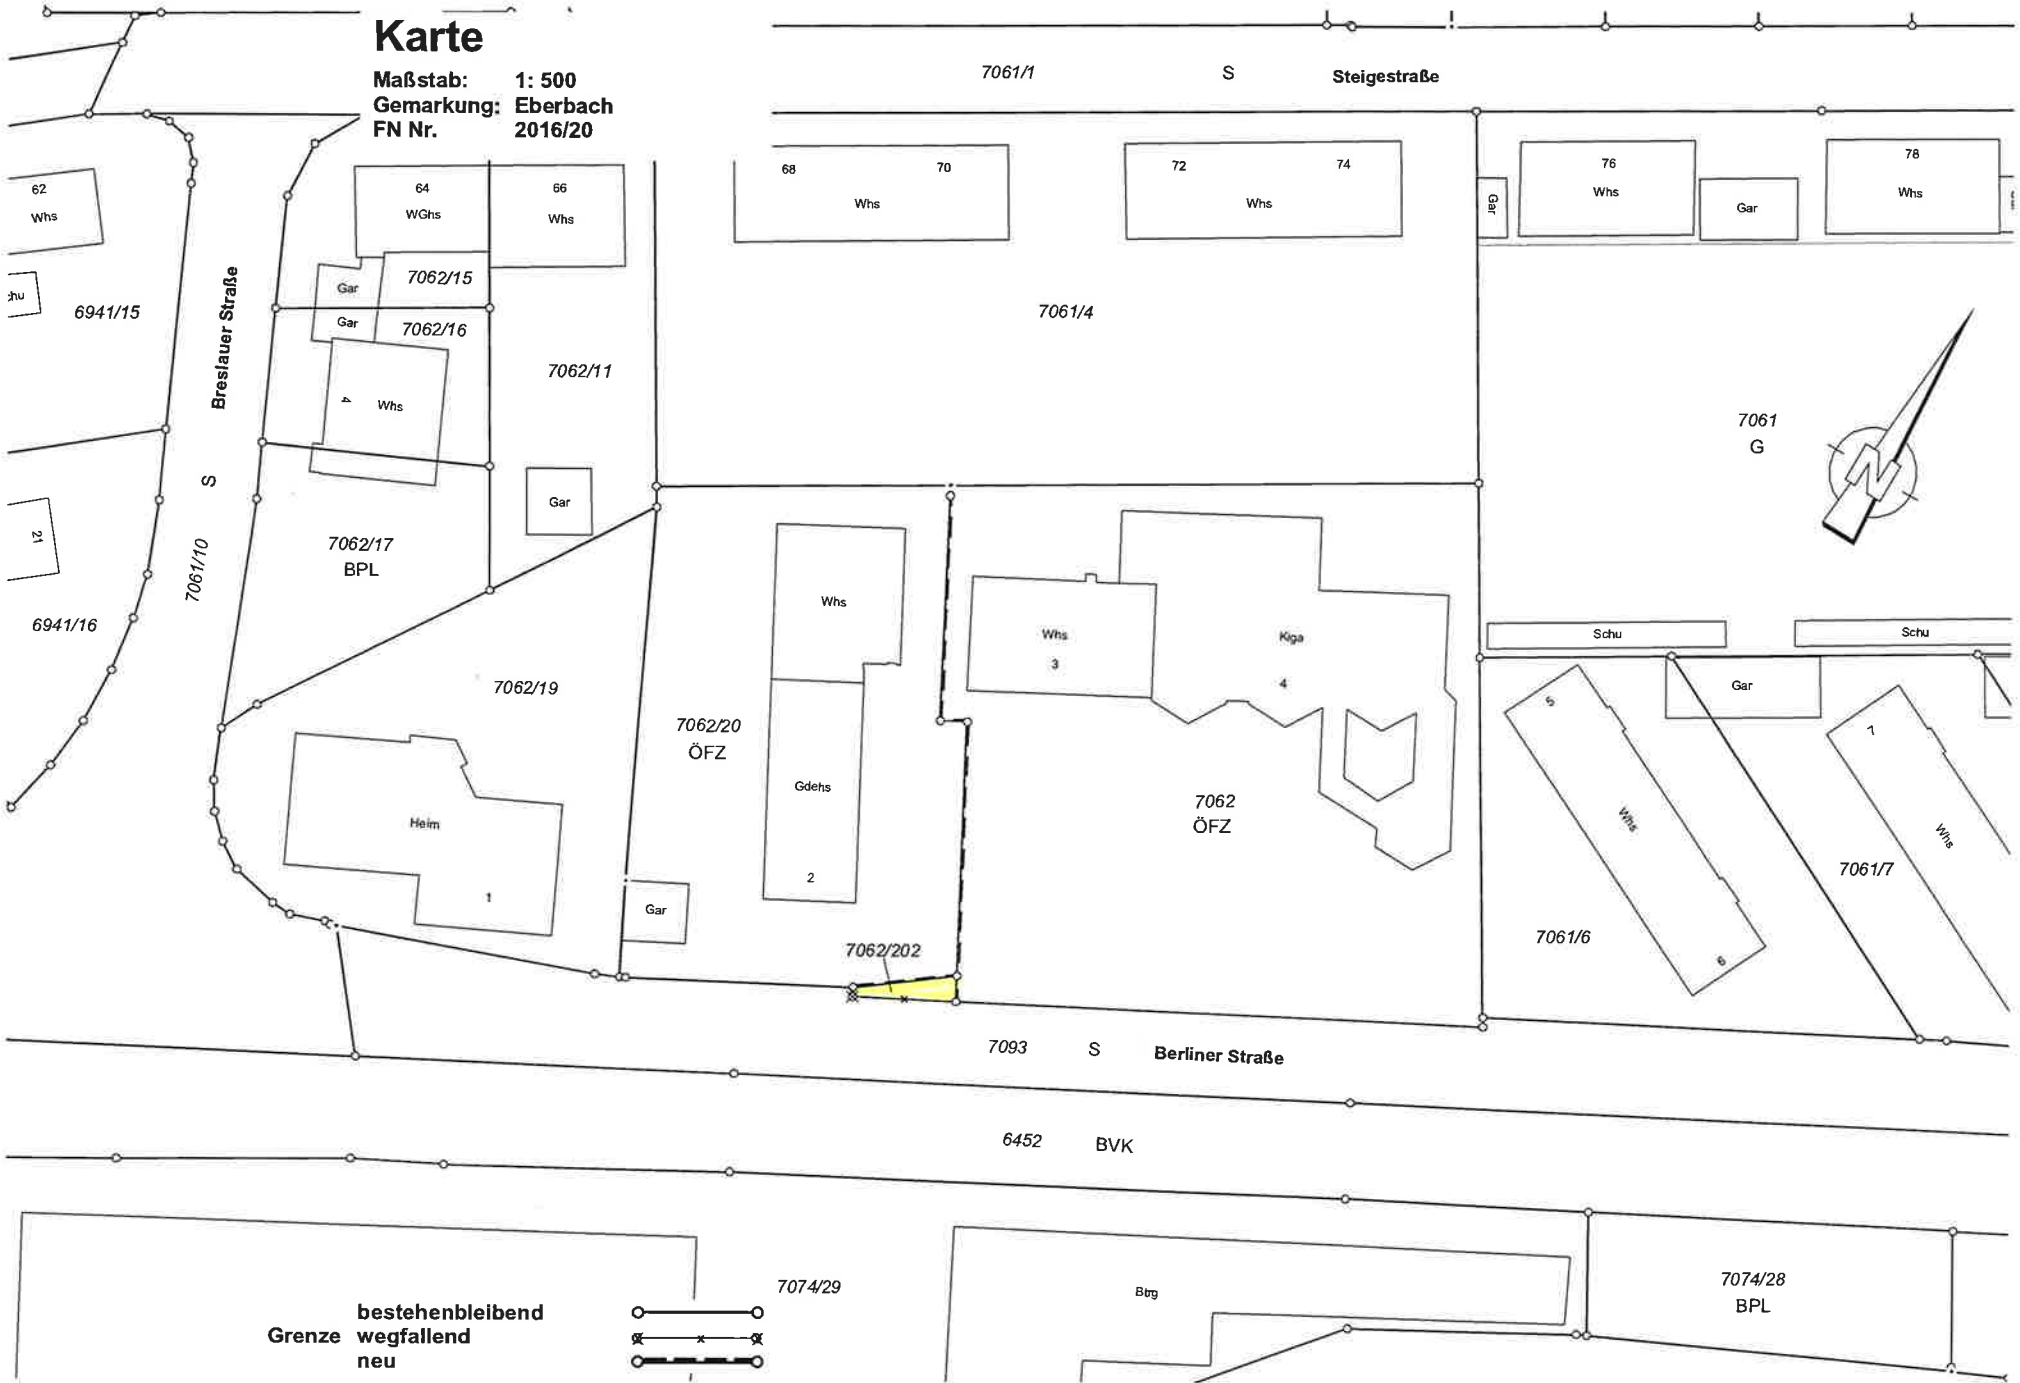 Karte
Maßstab: 1: 500
Gemarkung: Eberbach
FN Nr. 2016/20
7061/1 S Steigestraße
62
Whs
64
WGhs
66
Whs
68 70
Whs
72 74
Whs
Gar
76
Whs
Gar
78
Whs
hu
6941/15
Breslauer Straße
S
7061/10
Gar
7062/15
Gar
7062/16
4 Whs
7062/11
7061/4
7061
G
N
Gar
21
6941/16
7062/17
BPL
7062/19
Whs
Whs
3
Kiga
4
Schu
Schu
Gar
7062/20
ÖFZ
Gdehs
2
7062
ÖFZ
Heim
1
Gar
7062/202
5
Whs
6
7
Whs
7061/6
7061/7
7093 S Berliner Straße
6452 BVK
7074/29
Btrg
7074/28
BPL
bestehenbleibend
Grenze wegfallend
neu